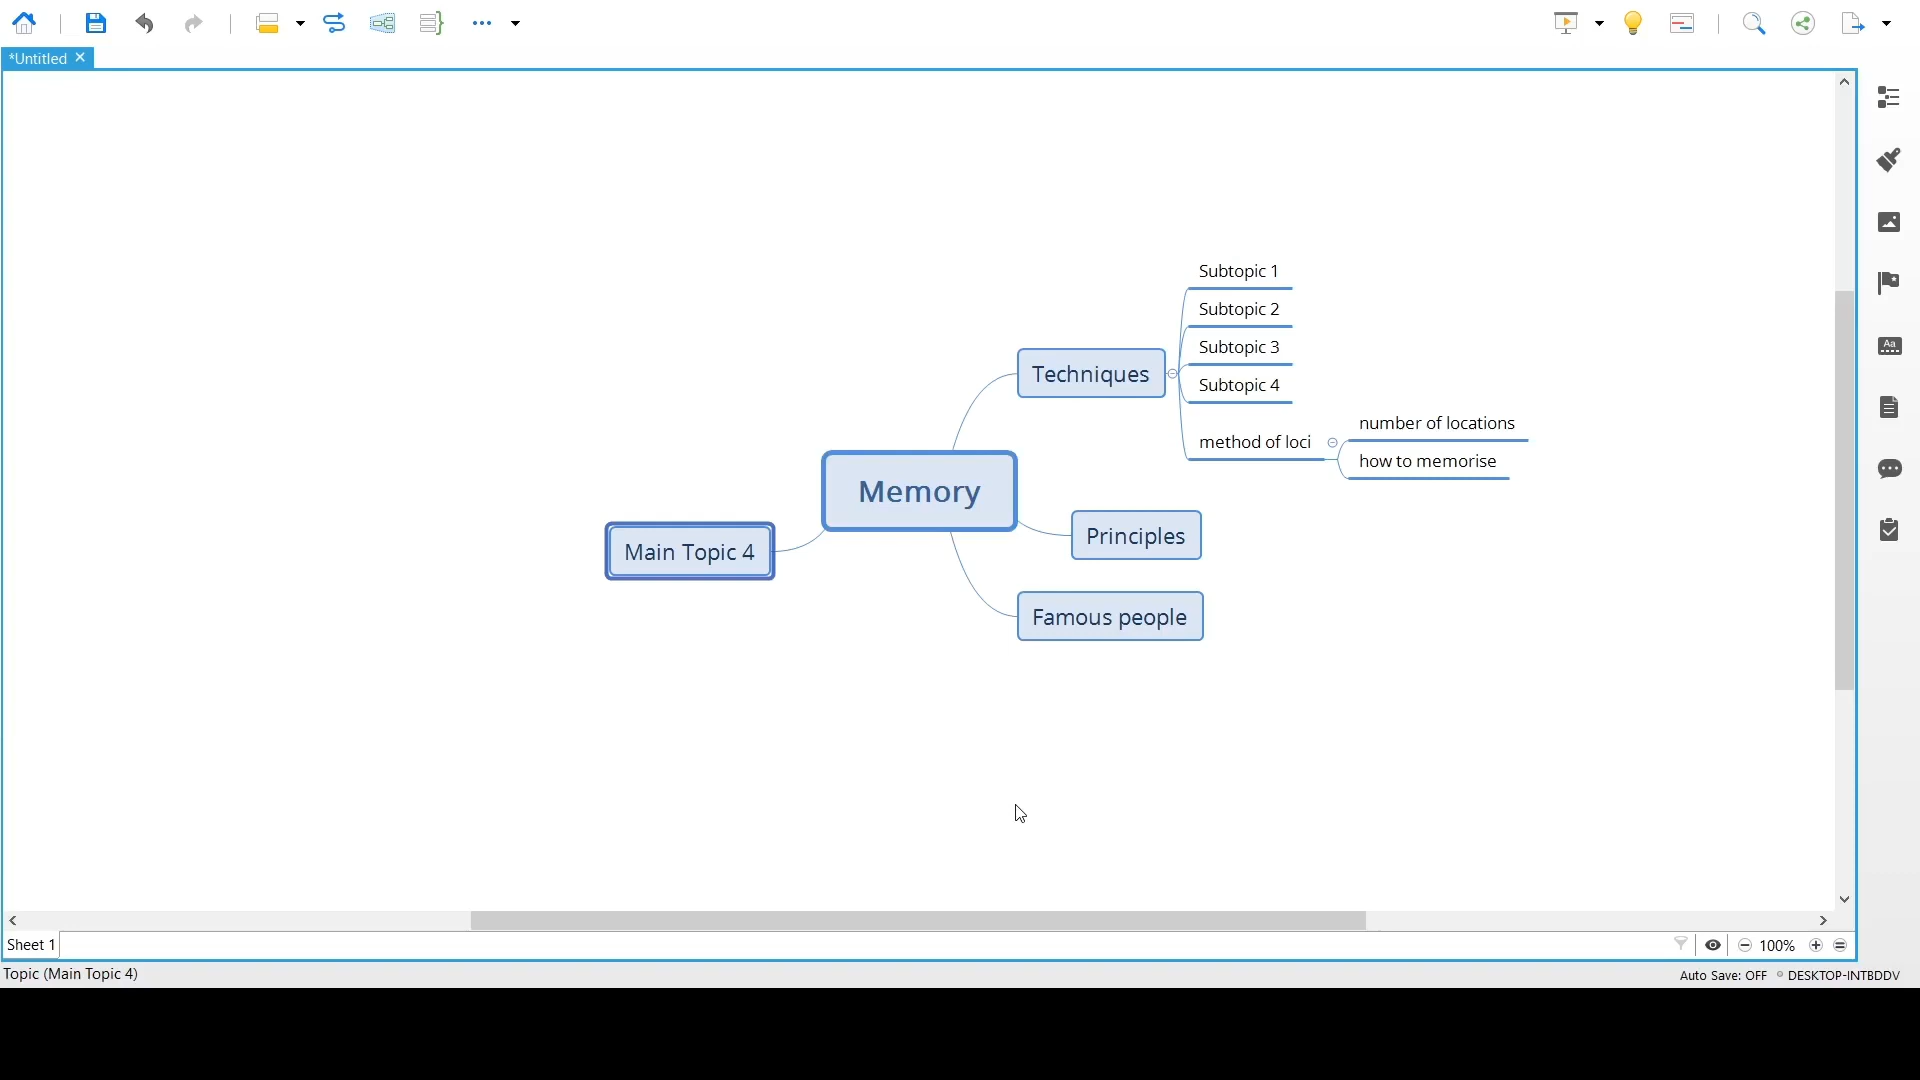 *Untitled
Subtopic 1
Subtopic 2
Subtopic 3
Techniques
Subtopic 4
number of locations
method of loci
how to memorise
Memory
Principles
Main Topic 4
Famous people
Aa
Sheet 1
100%
Topic (Main Topic 4)
Auto Save: OFF
DESKTOP-INTBDDV